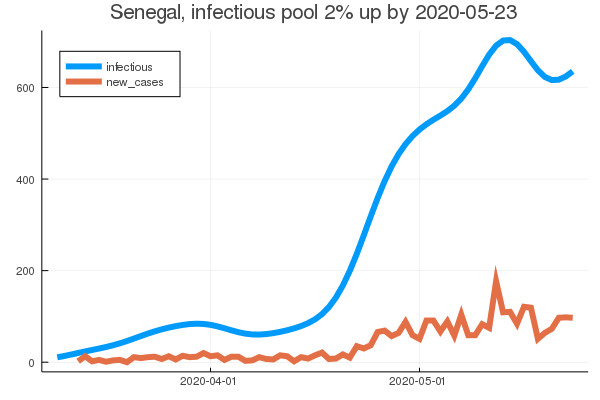 Senegal, infectious pool 2% up by 2020-05-23
infectious
new_cases
600
400
200
0
2020-04-01
2020-05-01